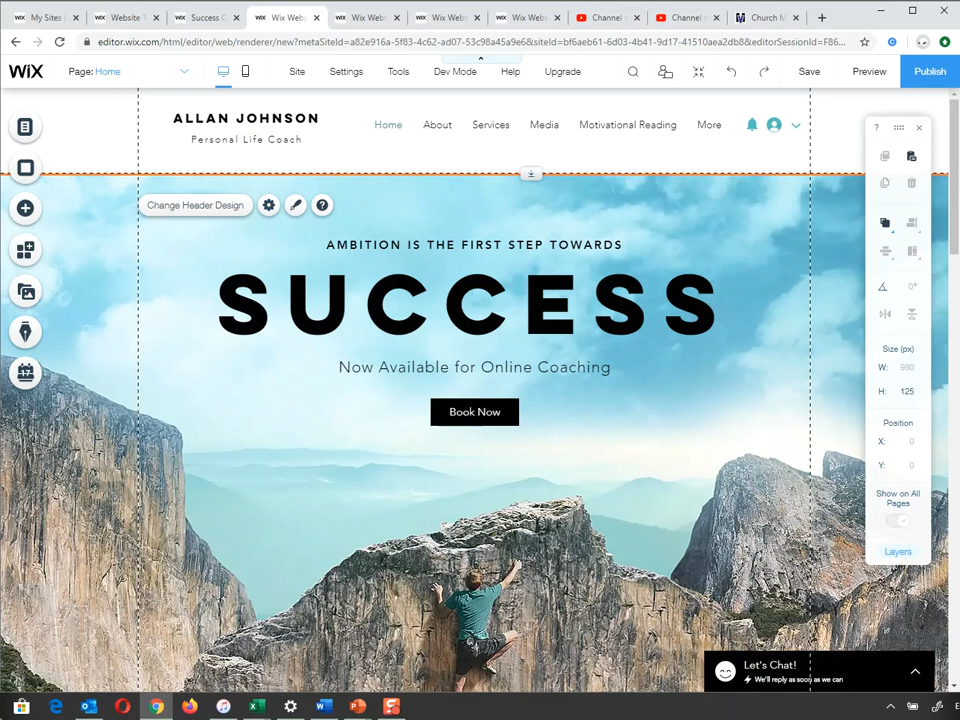 My Sites
Website T
Success C
Wix Webs
Wix Webs
Wix Webs
Wix Webs
Channel
Channel
Church M
editor.wix.com/html/editor/web/renderer/new?metaSiteId=a82e916a-5f83-4c62-ad07-53c98a45a9e6&siteId=bf6aeb61-6d03-4b41-9d17-41510aea2db8&editorSessionId=F86...
WiX
Page: Home
Site
Settings
Tools
Dev Mode
Help
Upgrade
Save
Preview
Publish
ALLAN JOHNSON
Personal Life Coach
Home
About
Services
Media
Motivational Reading
More
Change Header Design
AMBITION IS THE FIRST STEP TOWARDS
SUCCESS
Now Available for Online Coaching
Book Now
0°
Size (px)
W: 980
H: 125
Position
X: 0
Y: 0
Show on All
Pages
Layers
Let's Chat!
We'll reply as soon as we can